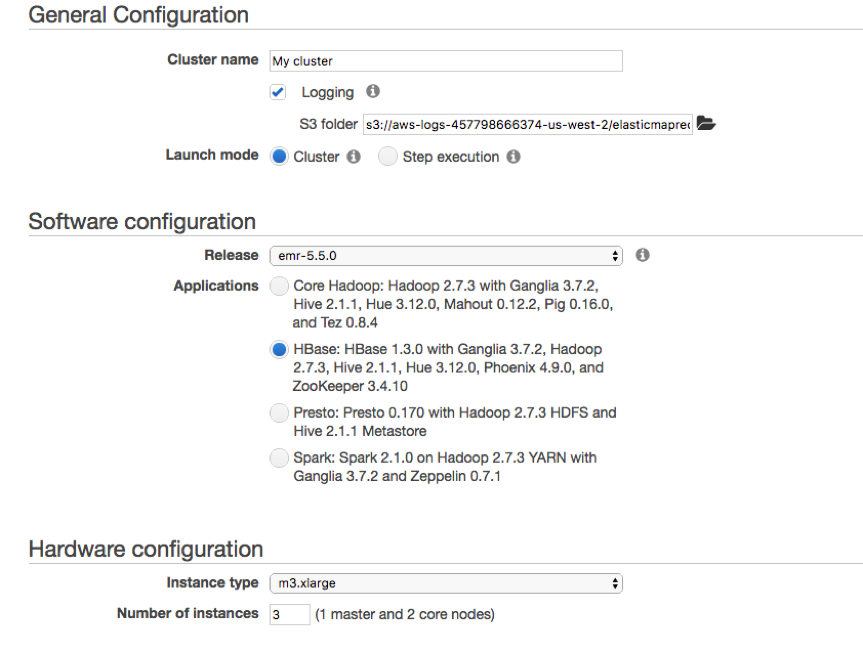 General Configuration
Cluster name My cluster
Logging
S3 folder s3://aws-logs-457798666374-us-west-2/elasticmapred
Launch mode Cluster Step execution
Software configuration
Release emr-5.5.0
Applications Core Hadoop: Hadoop 2.7.3 with Ganglia 3.7.2,
Hive 2.1.1, Hue 3.12.0, Mahout 0.12.2, Pig 0.16.0,
and Tez 0.8.4
HBase: HBase 1.3.0 with Ganglia 3.7.2, Hadoop
2.7.3, Hive 2.1.1, Hue 3.12.0, Phoenix 4.9.0, and
ZooKeeper 3.4.10
Presto: Presto 0.170 with Hadoop 2.7.3 HDFS and
Hive 2.1.1 Metastore
Spark: Spark 2.1.0 on Hadoop 2.7.3 YARN with
Ganglia 3.7.2 and Zeppelin 0.7.1
Hardware configuration
Instance type m3.xlarge
Number of instances 3 (1 master and 2 core nodes)